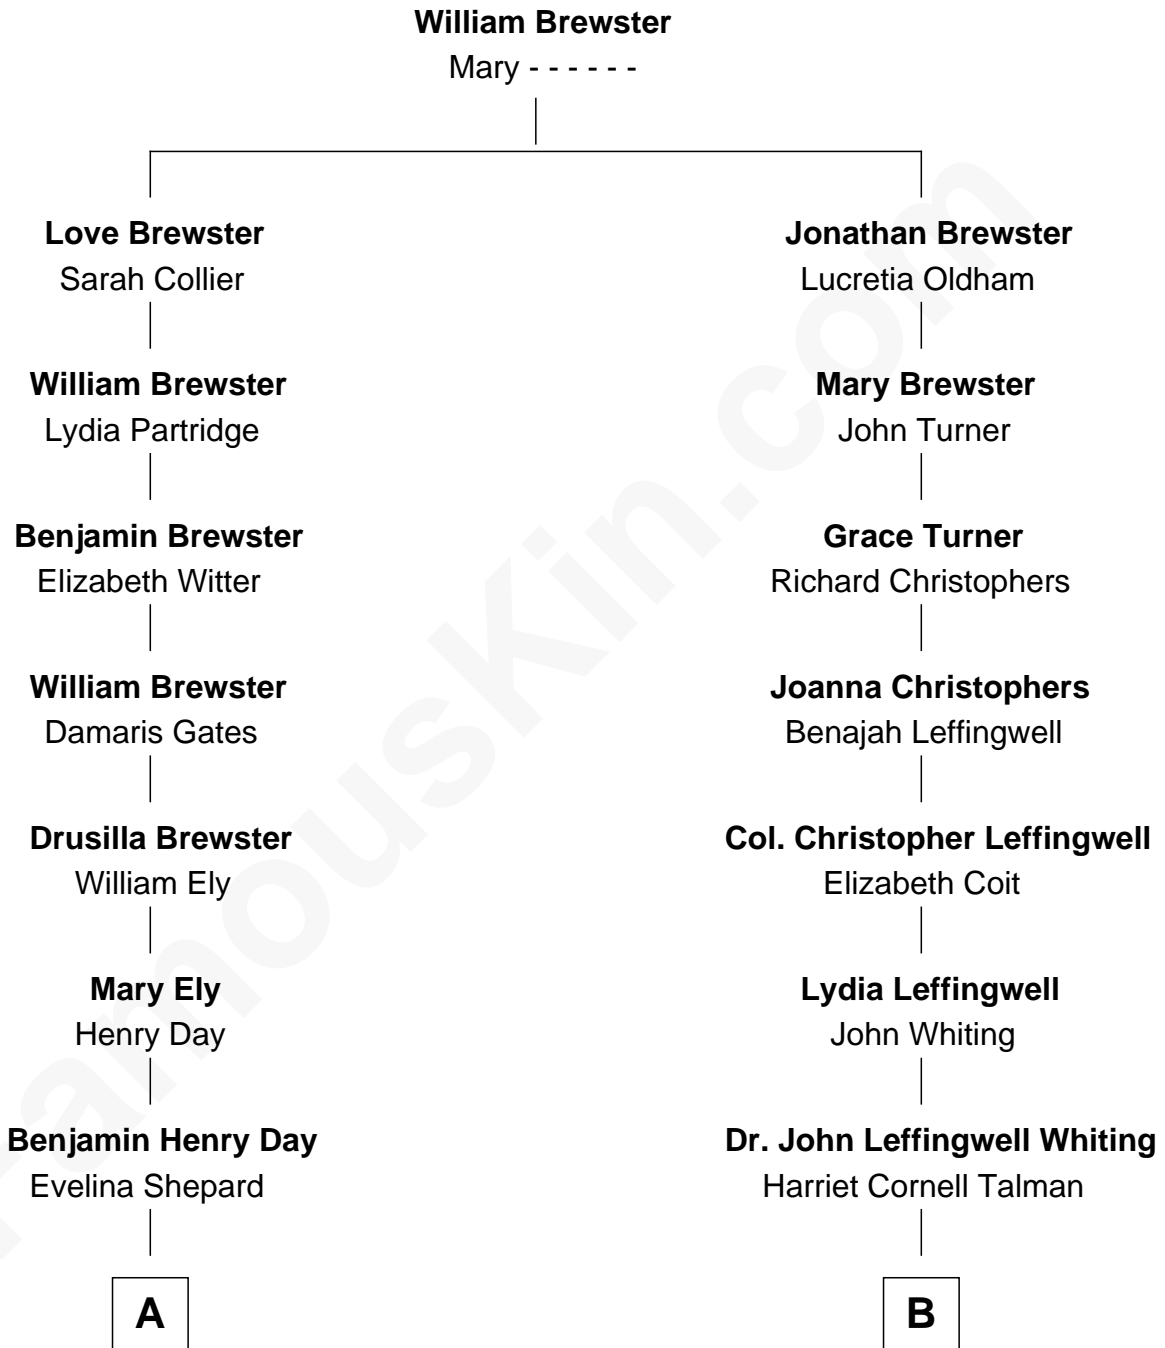 William Brewster
Mary - - - - - -
Love Brewster
Sarah Collier
Jonathan Brewster
Lucretia Oldham
William Brewster
Lydia Partridge
Mary Brewster
John Turner
Benjamin Brewster
Elizabeth Witter
Grace Turner
Richard Christophers
William Brewster
Damaris Gates
Joanna Christophers
Benajah Leffingwell
Drusilla Brewster
William Ely
Col. Christopher Leffingwell
Elizabeth Coit
Mary Ely
Henry Day
Lydia Leffingwell
John Whiting
Benjamin Henry Day
Evelina Shepard
Dr. John Leffingwell Whiting
Harriet Cornell Talman
A
B
FamousKin.com